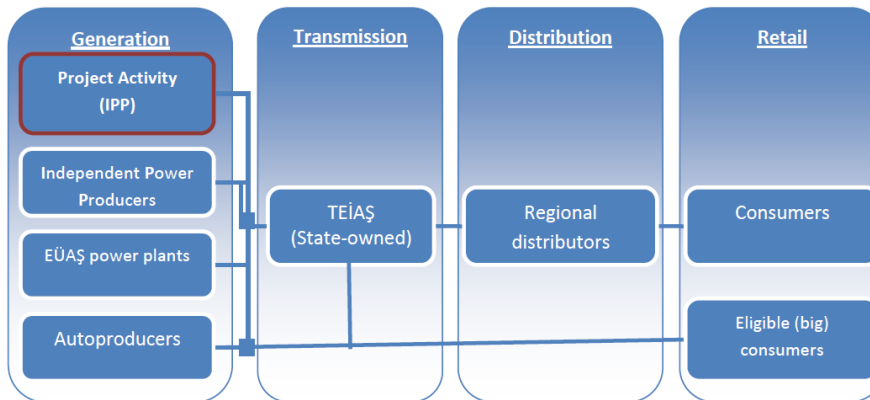 Generation
Project Activity
(IPP)
Independent Power
Producers
EÜAŞ power plants
Autoproducers
Transmission
TEİAŞ
(State-owned)
Distribution
Regional
distributors
Retail
Consumers
Eligible (big)
consumers